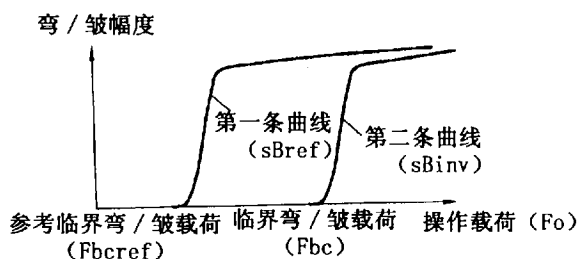 弯/皱幅度
第一条曲线
(sBref)
第二条曲线
(sBinv)
参考临界弯/皱载荷
(Fbcref)
临界弯/皱载荷
(Fbc)
操作载荷(Fo)